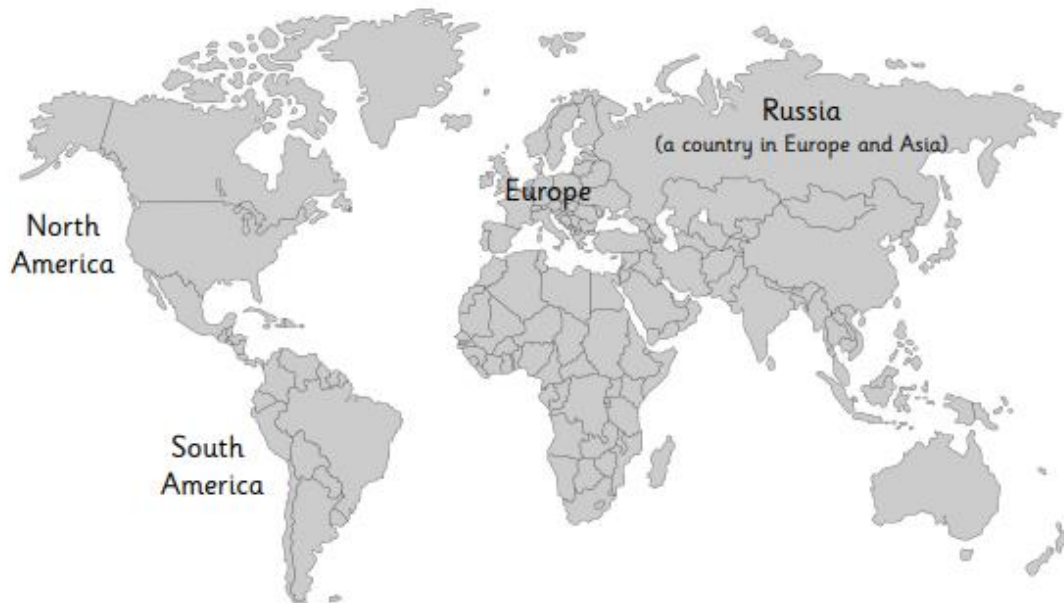 Russia
(a country in Europe and Asia)
Europe
North
America
South
America